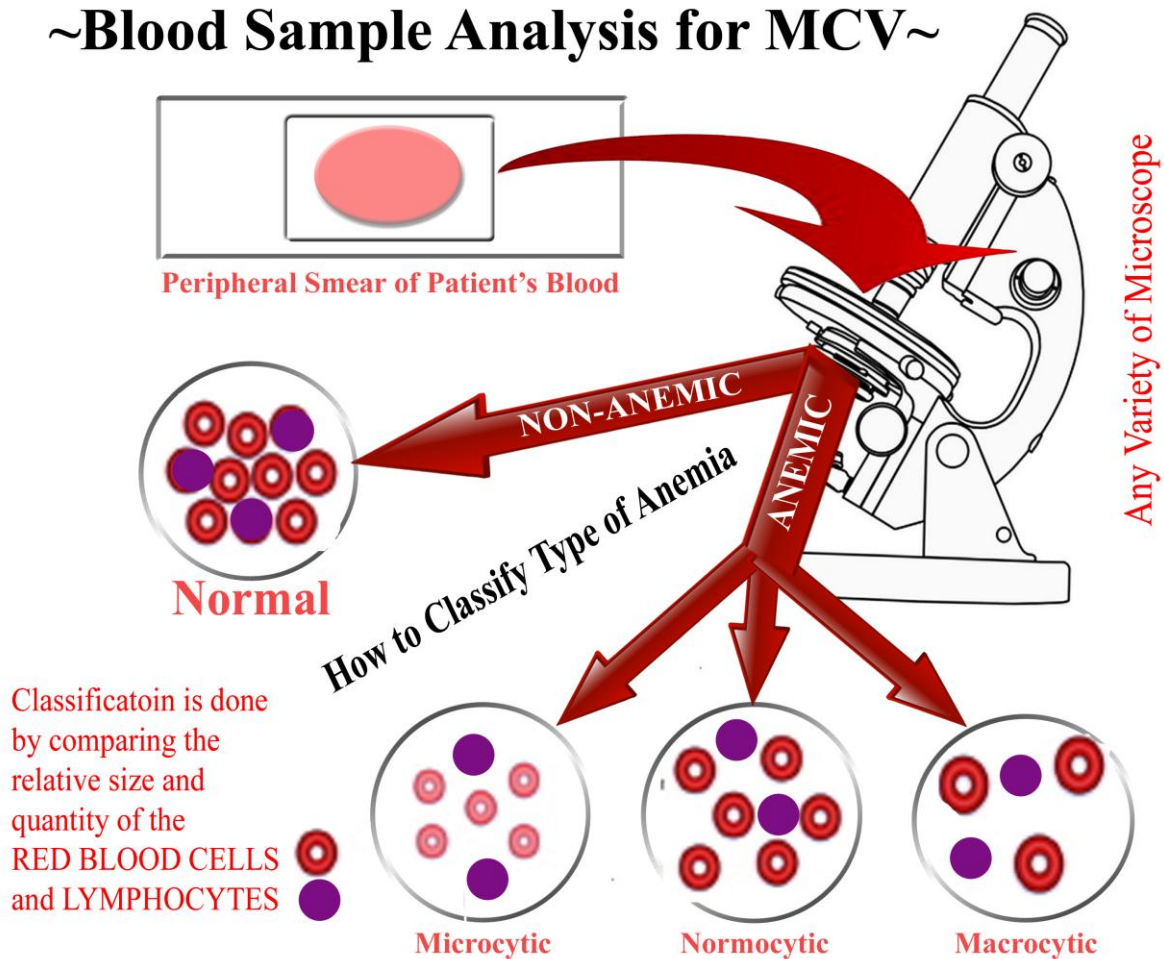 ~Blood Sample Analysis for MCV~
Peripheral Smear of Patient's Blood
Any Variety of Microscope
NON-ANEMIC
ANEMIC
How to Classify Type of Anemia
Normal
Classificatoin is done
by comparing the
relative size and
quantity of the
RED BLOOD CELLS
and LYMPHOCYTES
Microcytic
Normocytic
Macrocytic